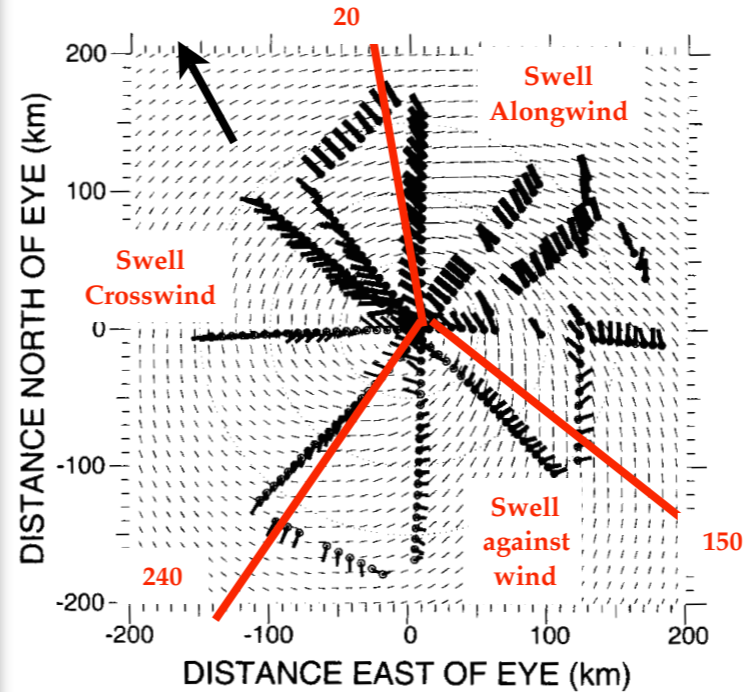 20
200
Swell
Alongwind
100
Swell
Crosswind
0
-100
Swell
against
wind
150
240
-200
-200
-100
0
100
200
DISTANCE NORTH OF EYE (km)
DISTANCE EAST OF EYE (km)